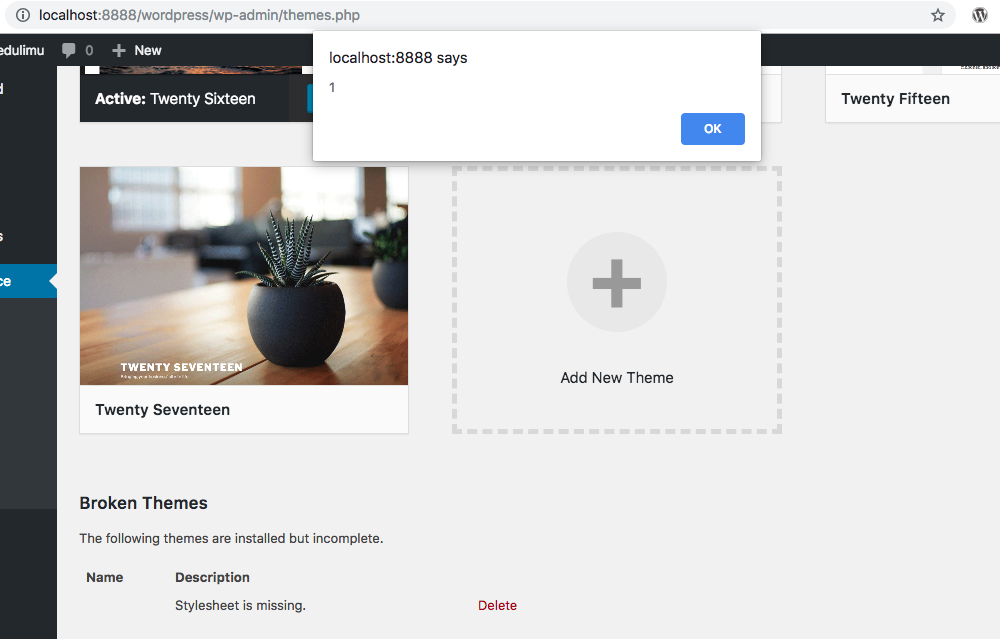 localhost:8888/wordpress/wp-admin/themes.php
edulimu 0 New
localhost:8888 says
1
OK
Active: Twenty Sixteen
Twenty Fifteen
TWENTY SEVENTEEN
Twenty Seventeen
Add New Theme
Broken Themes
The following themes are installed but incomplete.
Name Description
Stylesheet is missing. Delete